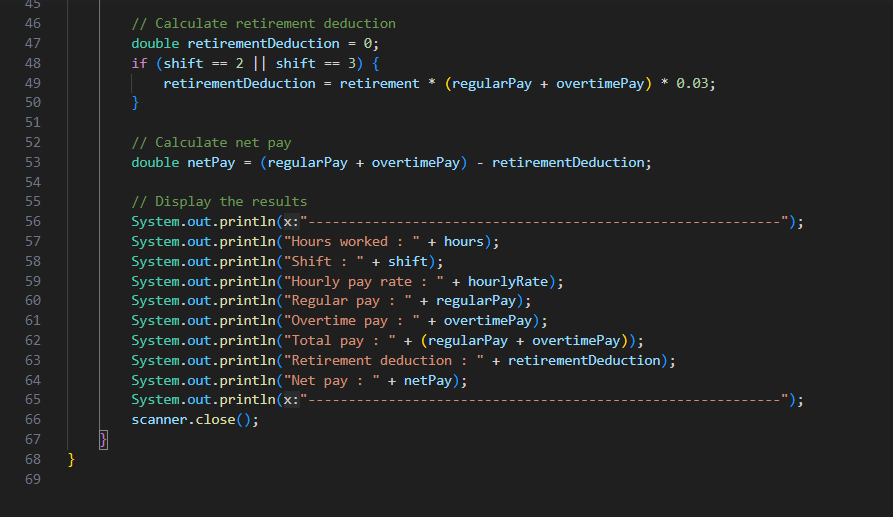 45
46 // Calculate retirement deduction
47 double retirementDeduction = 0;
48 if (shift == 2 || shift == 3) {
49 retirementDeduction = retirement * (regularPay + overtimePay) * 0.03;
50 }
51
52 // Calculate net pay
53 double netPay = (regularPay + overtimePay) - retirementDeduction;
54
55 // Display the results
56 System.out.println(x:"-----------------------------------------------------------");
57 System.out.println("Hours worked : " + hours);
58 System.out.println("Shift : " + shift);
59 System.out.println("Hourly pay rate : " + hourlyRate);
60 System.out.println("Regular pay : " + regularPay);
61 System.out.println("Overtime pay : " + overtimePay);
62 System.out.println("Total pay : " + (regularPay + overtimePay));
63 System.out.println("Retirement deduction : " + retirementDeduction);
64 System.out.println("Net pay : " + netPay);
65 System.out.println(x:"-----------------------------------------------------------");
66 scanner.close();
67 }
68 }
69